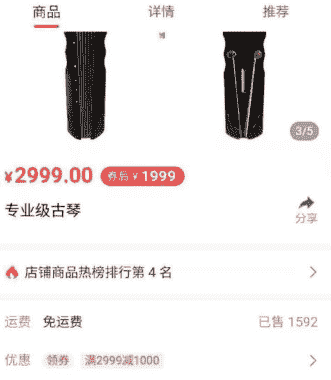 商品 详情 推荐
3/5
¥2999.00 券后¥1999
专业级古琴
分享
店铺商品热榜排行第 4 名
运费 免运费 已售 1592
优惠 领券 满2999减1000